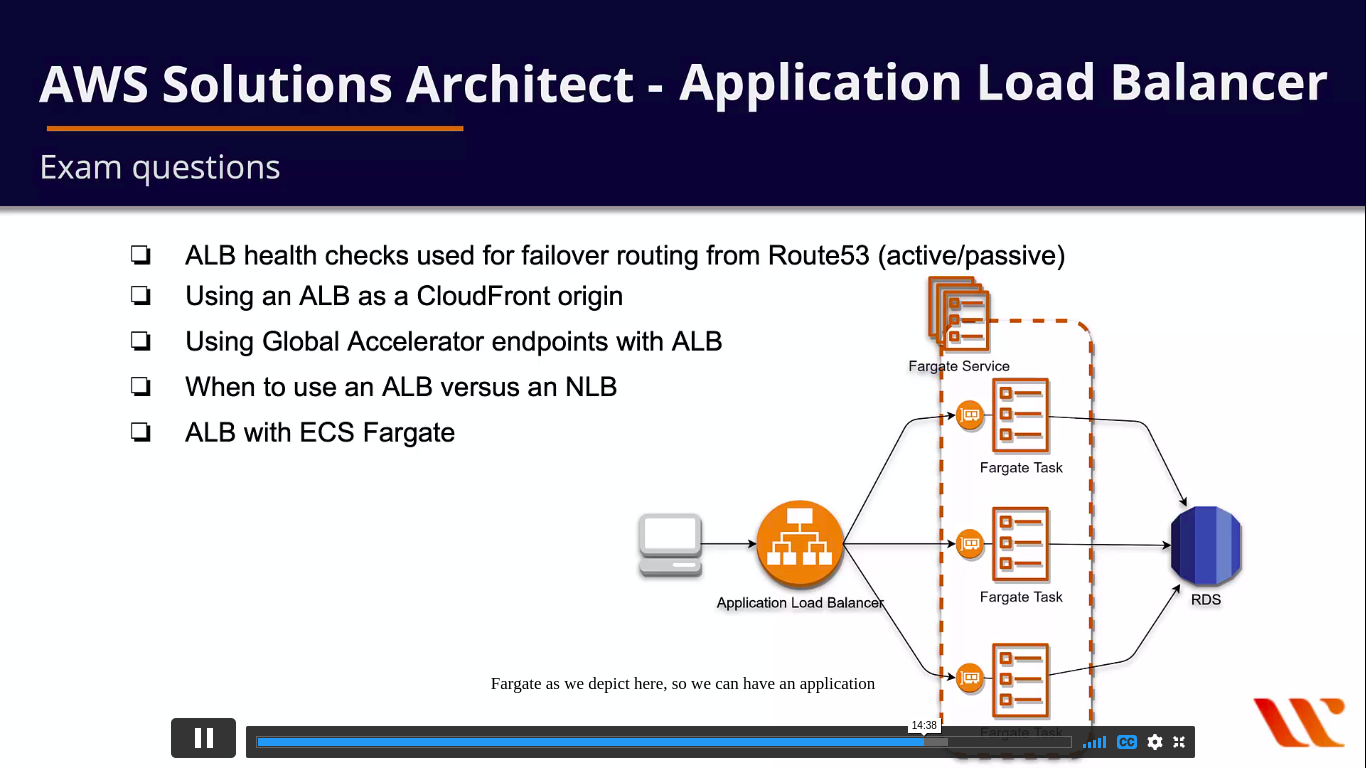 AWS Solutions Architect - Application Load Balancer
Exam questions
ALB health checks used for failover routing from Route53 (active/passive)
Using an ALB as a CloudFront origin
Using Global Accelerator endpoints with ALB
When to use an ALB versus an NLB
ALB with ECS Fargate
Fargate Service
Fargate Task
Fargate Task
Application Load Balancer
RDS
Fargate as we depict here, so we can have an application
14:38
Fargate Task
CC